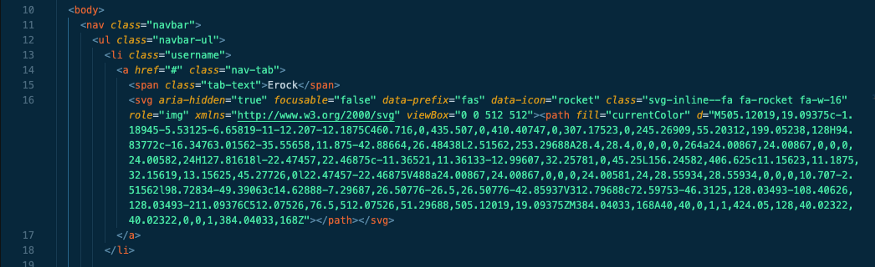 10 <body>
11 <nav class="navbar">
12 <ul class="navbar-ul">
13 <li class="username">
14 <a href="#" class="nav-tab">
15 <span class="tab-text">Erock</span>
16 <svg aria-hidden="true" focusable="false" data-prefix="fas" data-icon="rocket" class="svg-inline--fa fa-rocket fa-w-16"
role="img" xmlns="http://www.w3.org/2000/svg" viewBox="0 0 512 512"><path fill="currentColor" d="M505.12019,19.09375c-1.
18945-5.53125-6.65819-11-12.207-12.1875C460.716,0,435.507,0,410.40747,0,307.17523,0,245.26909,55.20312,199.05238,128H94.
83772c-16.34763.01562-35.55658,11.875-42.88664,26.48438L2.51562,253.29688A28.4,28.4,0,0,0,0,264a24.00867,24.00867,0,0,0,
24.00582,24H127.81618l-22.47457,22.46875c-11.36521,11.36133-12.99607,32.25781,0,45.25L156.24582,406.625c11.15623,11.1875,
32.15619,13.15625,45.27726,0l22.47457-22.46875V488a24.00867,24.00867,0,0,0,24.00581,24,28.55934,28.55934,0,0,0,10.707-2.
51562l98.72834-49.39063c14.62888-7.29687,26.50776-26.5,26.50776-42.85937V312.79688c72.59753-46.3125,128.03493-108.40626,
128.03493-211.09376C512.07526,76.5,512.07526,51.29688,505.12019,19.09375ZM384.04033,168A40,40,0,1,1,424.05,128,40.02322,
40.02322,0,0,1,384.04033,168Z"></path></svg>
17 </a>
18 </li>
19